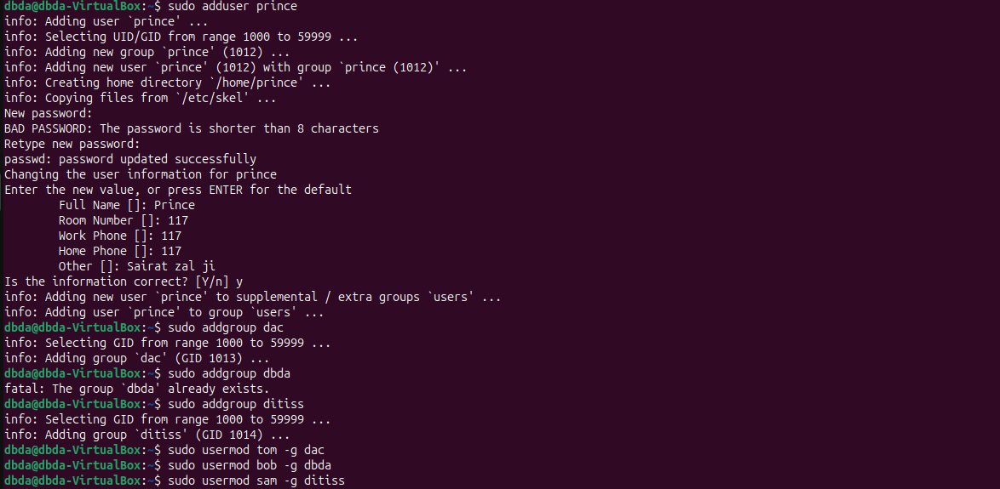 dbda@dbda-VirtualBox:~$ sudo adduser prince
info: Adding user `prince' ...
info: Selecting UID/GID from range 1000 to 59999 ...
info: Adding new group `prince' (1012) ...
info: Adding new user `prince' (1012) with group `prince (1012)' ...
info: Creating home directory `/home/prince' ...
info: Copying files from `/etc/skel' ...
New password:
BAD PASSWORD: The password is shorter than 8 characters
Retype new password:
passwd: password updated successfully
Changing the user information for prince
Enter the new value, or press ENTER for the default
        Full Name []: Prince
        Room Number []: 117
        Work Phone []: 117
        Home Phone []: 117
        Other []: Sairat zal ji
Is the information correct? [Y/n] y
info: Adding new user `prince' to supplemental / extra groups `users' ...
info: Adding user `prince' to group `users' ...
dbda@dbda-VirtualBox:~$ sudo addgroup dac
info: Selecting GID from range 1000 to 59999 ...
info: Adding group `dac' (GID 1013) ...
dbda@dbda-VirtualBox:~$ sudo addgroup dbda
fatal: The group `dbda' already exists.
dbda@dbda-VirtualBox:~$ sudo addgroup ditiss
info: Selecting GID from range 1000 to 59999 ...
info: Adding group `ditiss' (GID 1014) ...
dbda@dbda-VirtualBox:~$ sudo usermod tom -g dac
dbda@dbda-VirtualBox:~$ sudo usermod bob -g dbda
dbda@dbda-VirtualBox:~$ sudo usermod sam -g ditiss